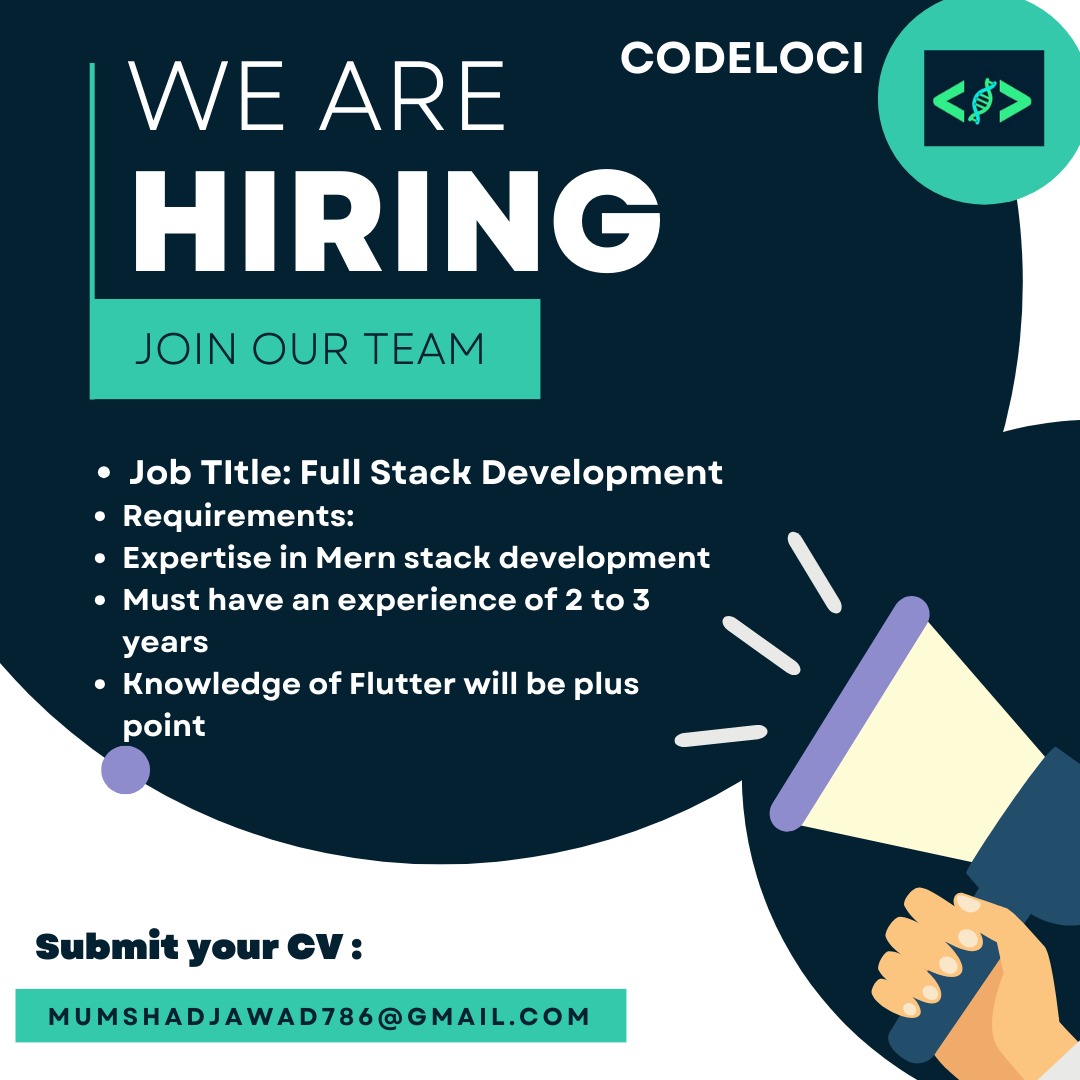 CODELOCI
WE ARE
HIRING
JOIN OUR TEAM
• Job TItle: Full Stack Development
• Requirements:
• Expertise in Mern stack development
• Must have an experience of 2 to 3
years
• Knowledge of Flutter will be plus
point
Submit your CV :
MUMSHADJAWAD786@GMAIL.COM